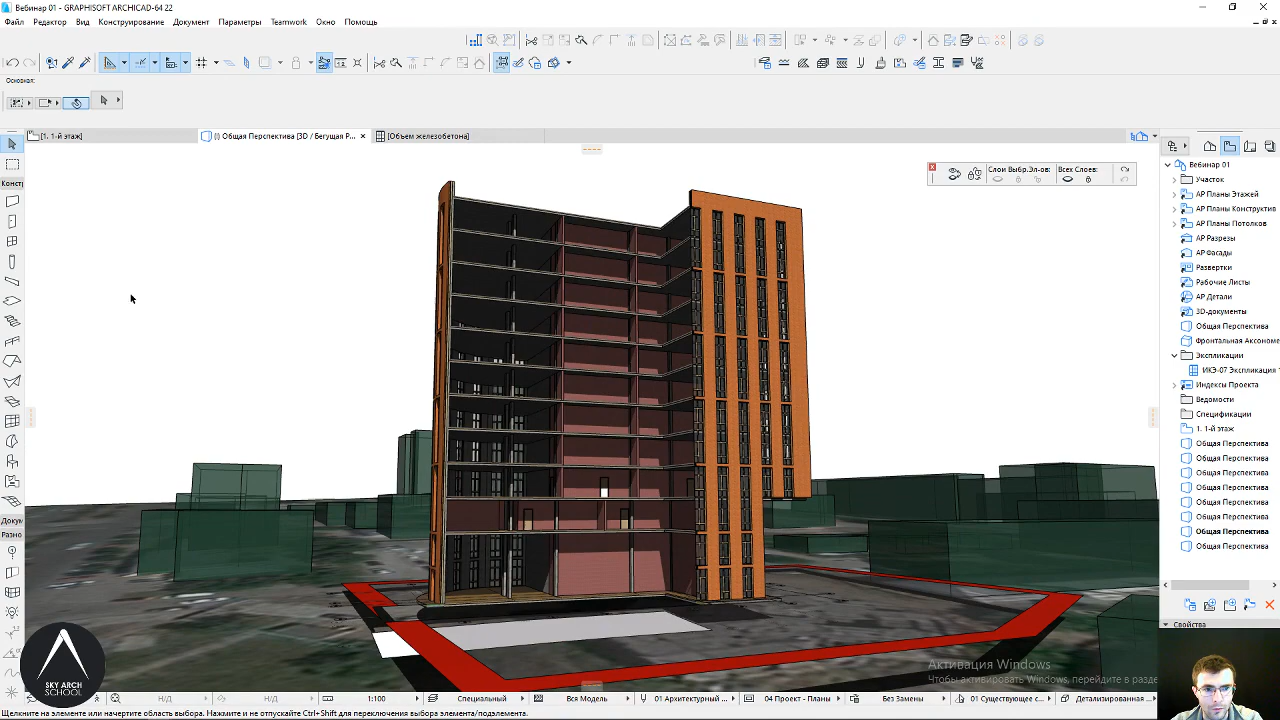 Вебинар 01 - GRAPHISOFT ARCHICAD-64 22
Файл Редактор Вид Конструирование Документ Параметры Teamwork Окно Помощь
Основная:
[1. 1-й этаж]
(!) Общая Перспектива [3D / Бегущая Р...
[Объем железобетона]
Слои Выбр.Эл-ов: Всех Слоев:
Констр
Докум
Разно
Вебинар 01
Участок
АР Планы Этажей
АР Планы Конструктив
АР Планы Потолков
АР Разрезы
АР Фасады
Развертки
Рабочие Листы
АР Детали
3D-документы
Общая Перспектива
Фронтальная Аксономе
Экспликации
ИКЭ-07 Экспликация
Индексы Проекта
Ведомости
Спецификации
1. 1-й этаж
Общая Перспектива
Общая Перспектива
Общая Перспектива
Общая Перспектива
Общая Перспектива
Общая Перспектива
Общая Перспектива
Общая Перспектива
Свойства
SKY ARCH
SCHOOL
Активация Windows
Чтобы активировать Windows, перейдите в разде
Н/Д Н/Д 1:100 Специальный Вся Модель 01 Архитектурный ... 04 Проект - Планы Без Замены 01 Существующее с... Детализированная ...
Щелкните на элементе или начертите область выбора. Нажмите и не отпускайте Ctrl+Shift для переключения выбора элемента/подэлемента.